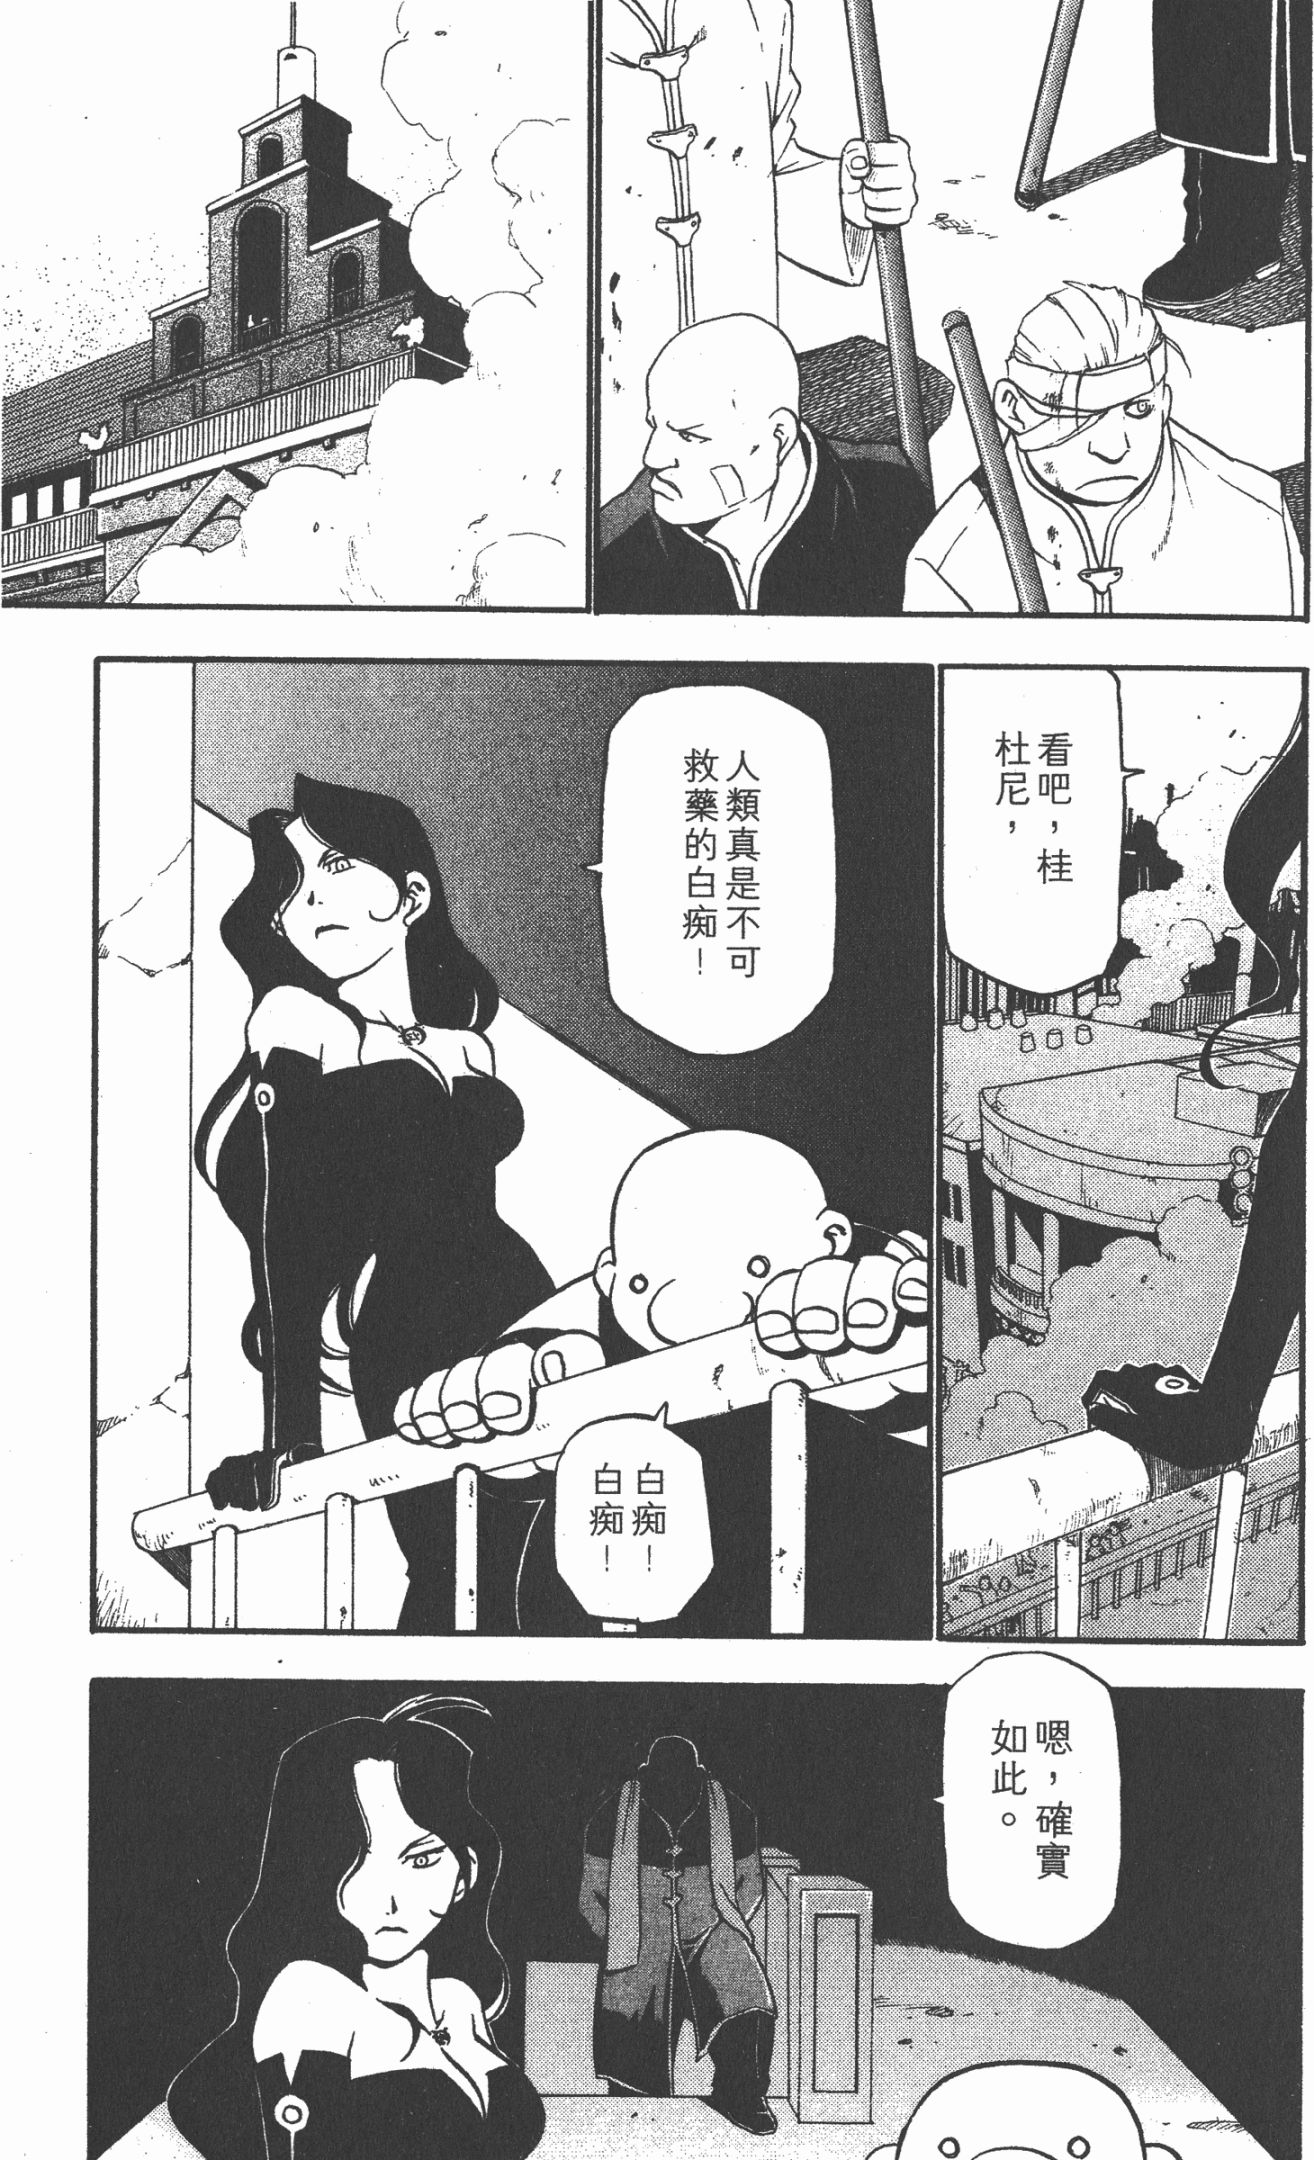 看吧，桂
杜尼，
人類真是不可
救藥的白痴！
白痴！
白痴！
嗯，確實
如此。